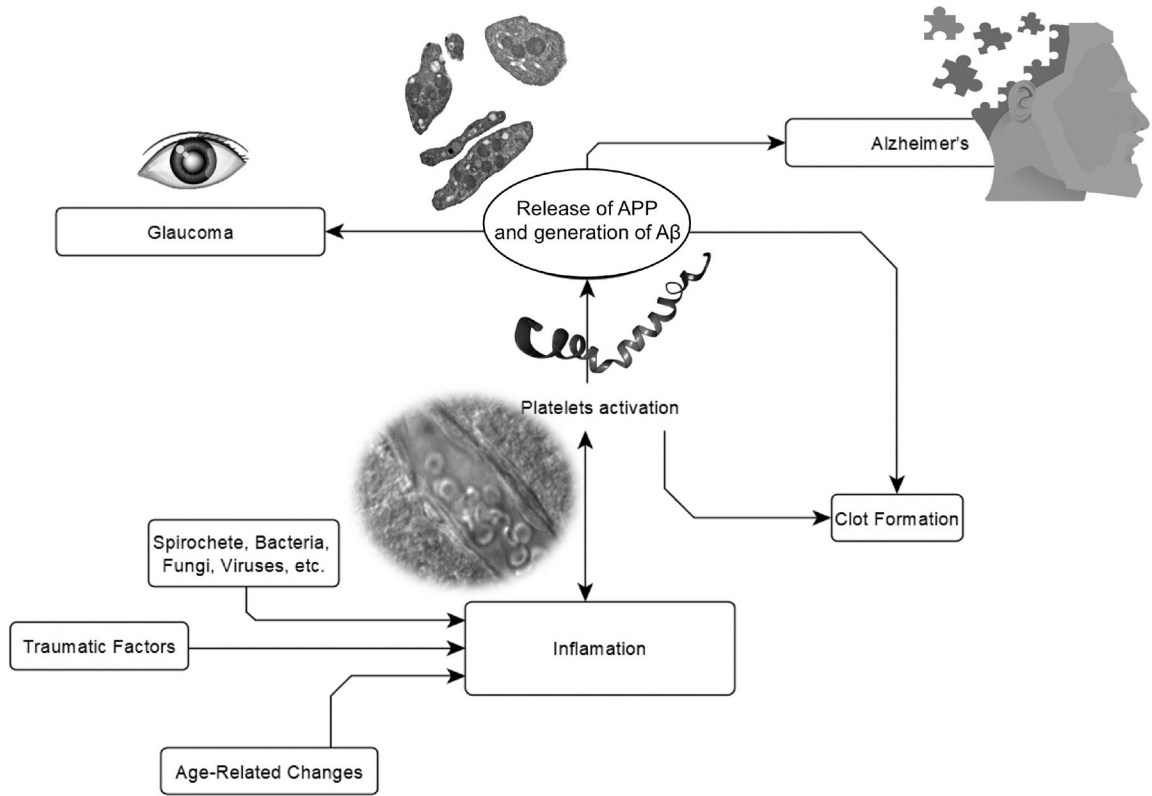 Alzheimer's
Release of APP
and generation of Aβ
Glaucoma
Platelets activation
Clot Formation
Spirochete, Bacteria,
Fungi, Viruses, etc.
Traumatic Factors
Inflamation
Age-Related Changes